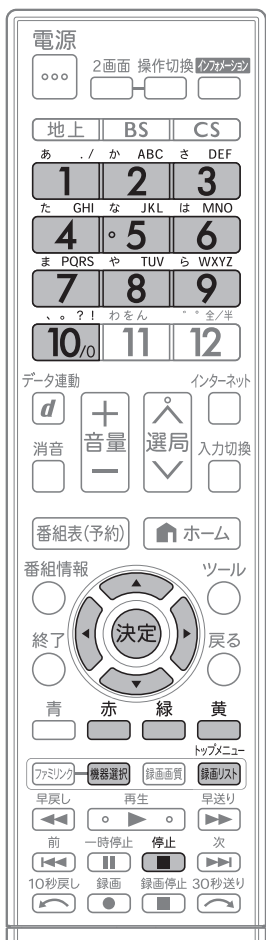 電源
2画面 操作切換 インフォメーション
地上 BS CS
あ ./ か ABC さ DEF
1 2 3
た GHI な JKL は MNO
4 5 6
ま PQRS や TUV ら WXYZ
7 8 9
、。?! わをん ゛゜全/半
10/0 11 12
データ連動 インターネット
d + 音量 − 選局
消音 入力切換
番組表(予約) ホーム
番組情報 ツール
決定
終了 戻る
青 赤 緑 黄
トップメニュー
ファミリンク 機器選択 録画画質 録画リスト
早戻し 再生 早送り
前 一時停止 停止 次
10秒戻し 録画 録画停止 30秒送り